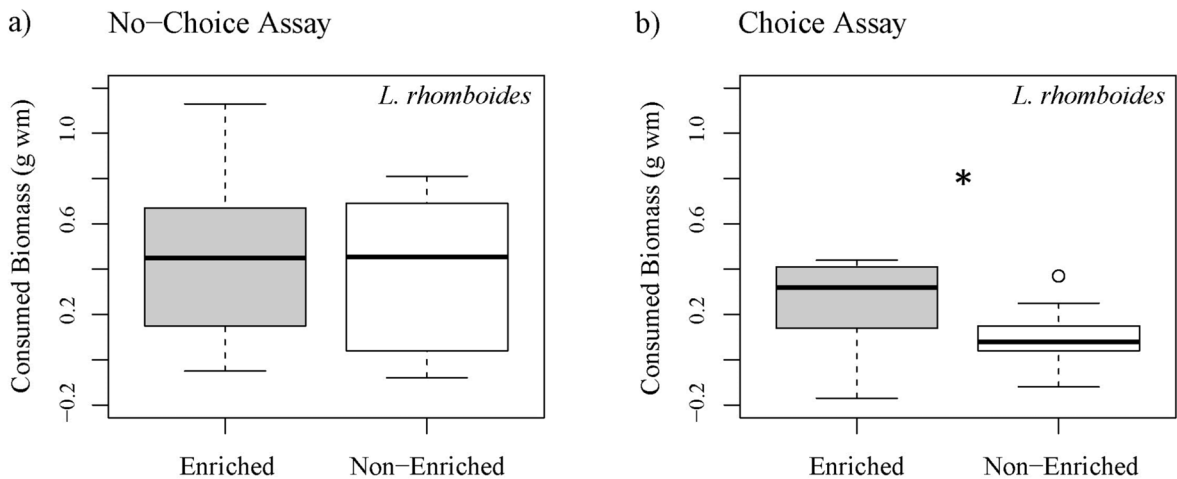 a) No−Choice Assay
L. rhomboides
Consumed Biomass (g wm)
1.0
0.6
0.2
−0.2
Enriched Non−Enriched
b) Choice Assay
L. rhomboides
Consumed Biomass (g wm)
1.0
0.6
0.2
−0.2
*
Enriched Non−Enriched